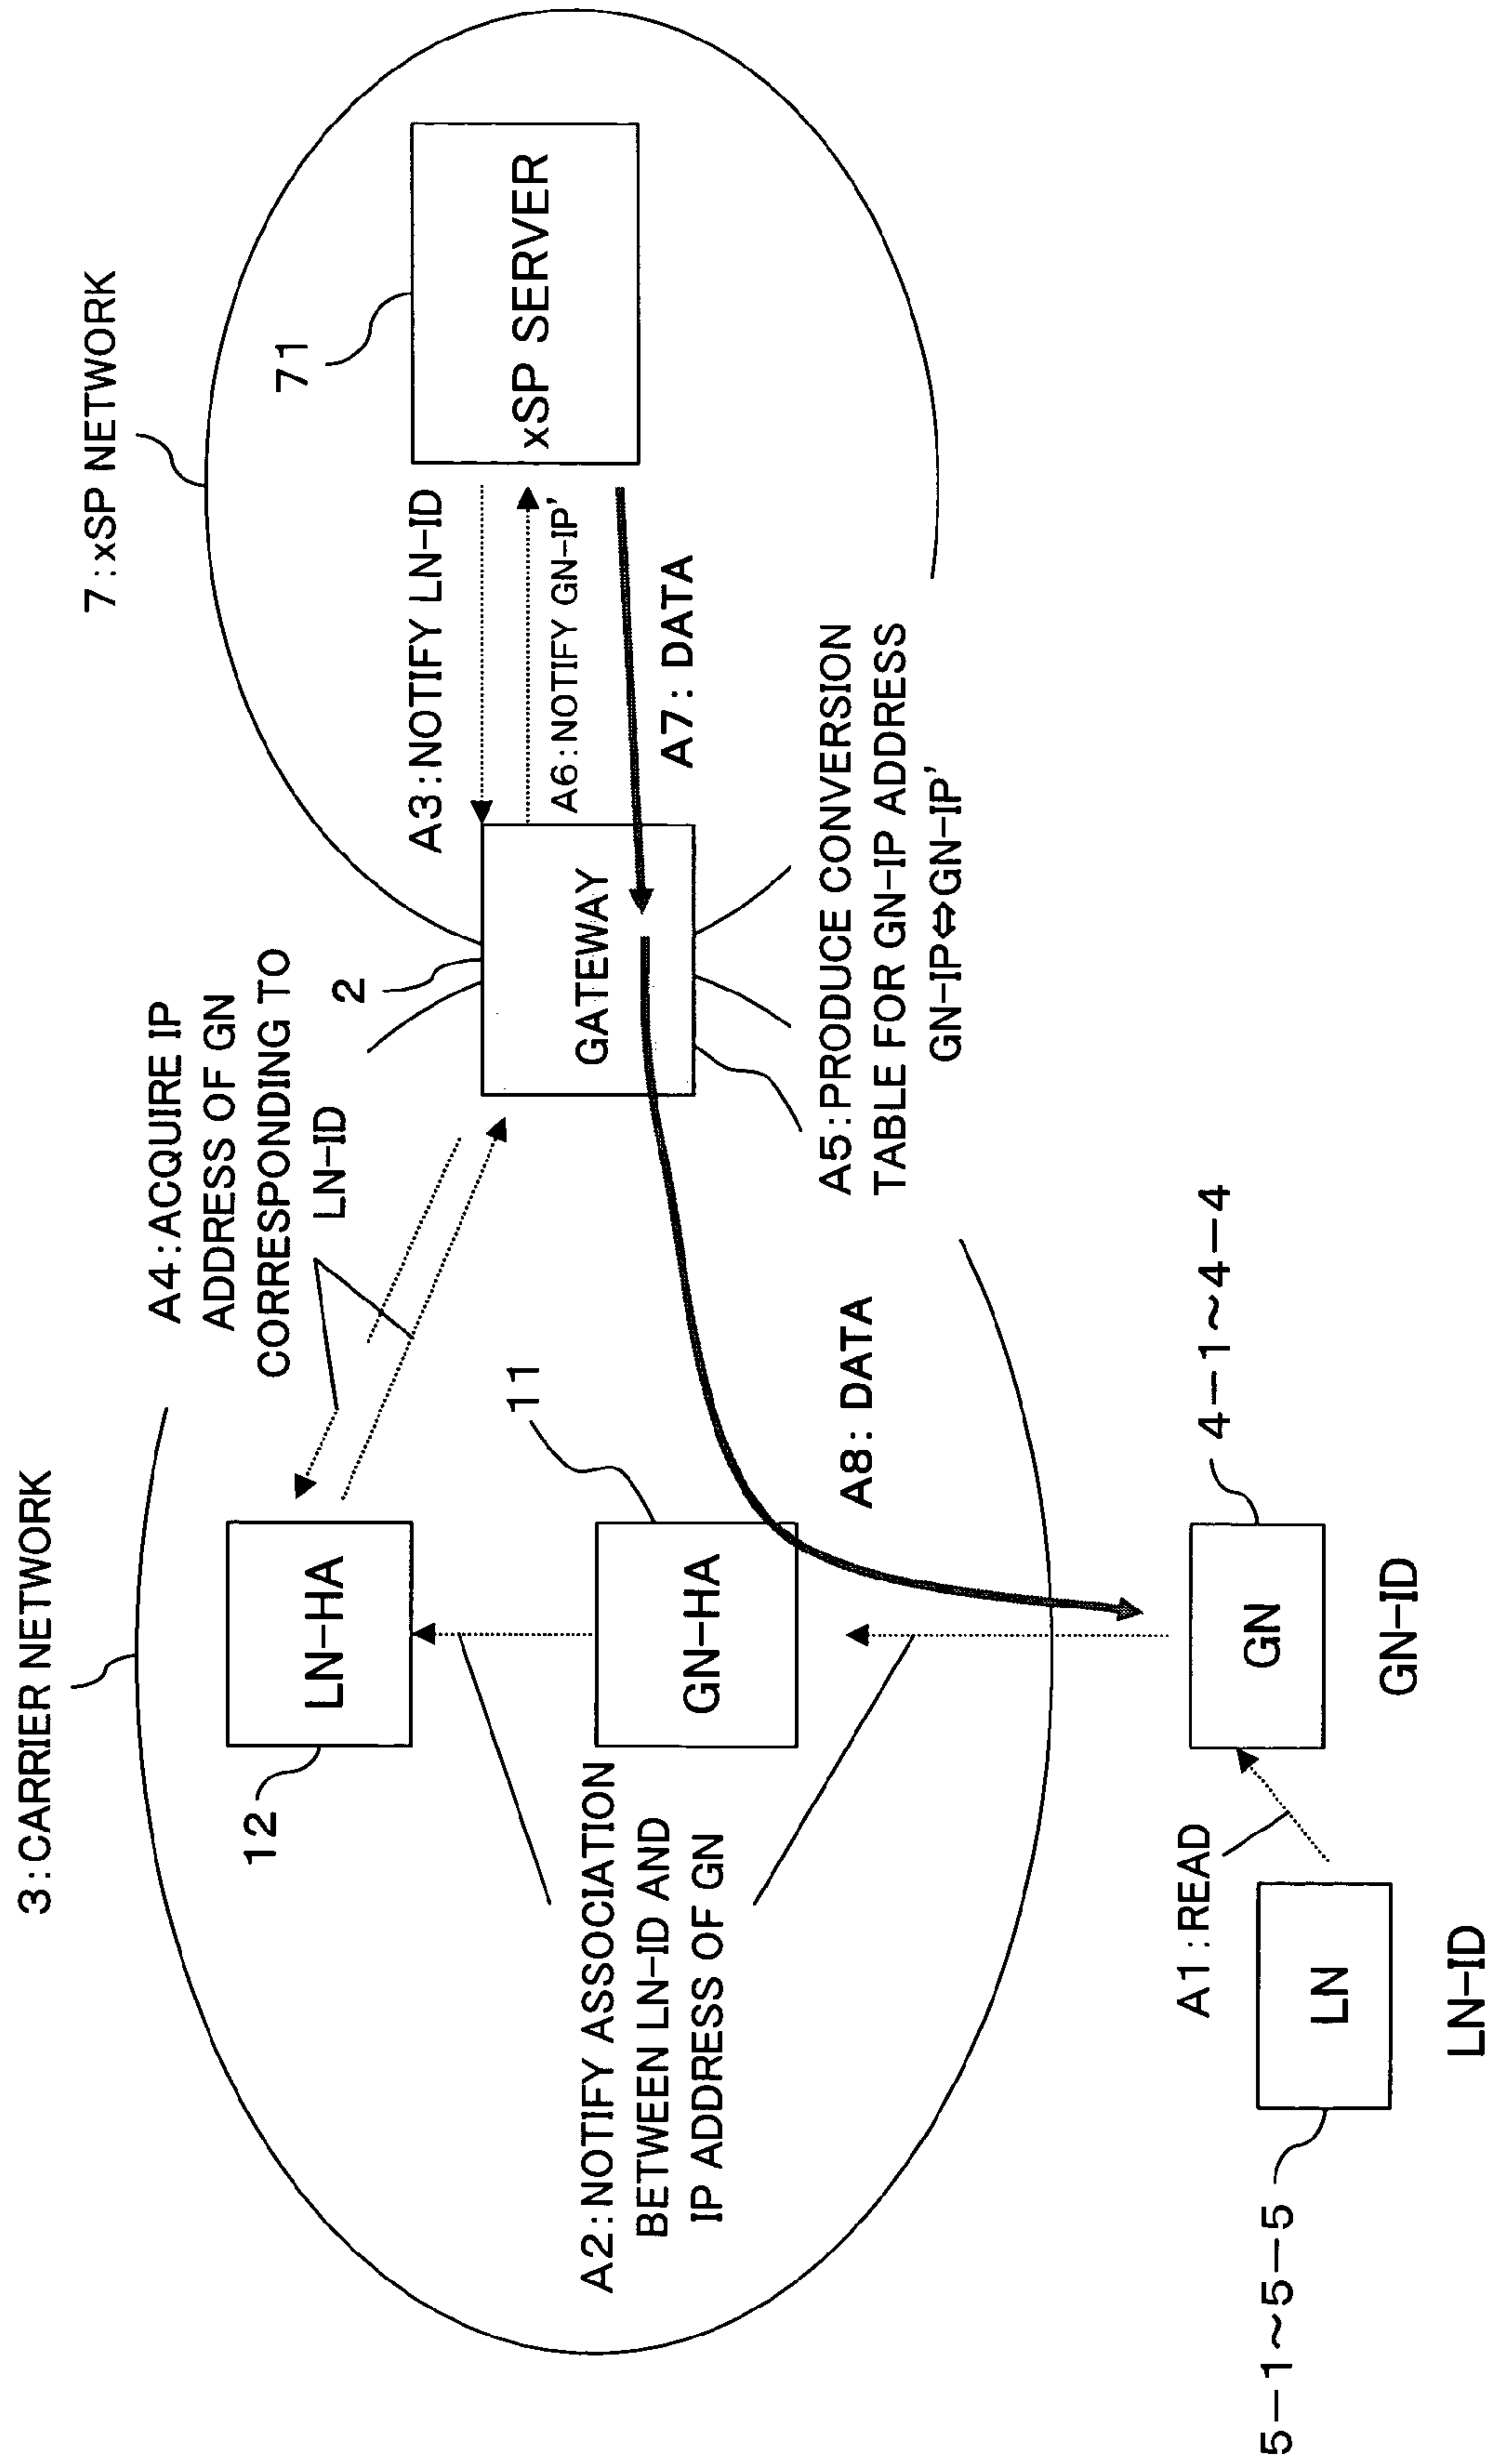 3:CARRIER NETWORK
7:xSP NETWORK
A4:ACQUIRE IP
ADDRESS OF GN
CORRESPONDING TO
LN-ID
12
LN-HA
2
71
A3:NOTIFY LN-ID
xSP SERVER
A6:NOTIFY GN-IP'
GATEWAY
11
A7: DATA
A2:NOTIFY ASSOCIATION
BETWEEN LN-ID AND
IP ADDRESS OF GN
GN-HA
A8: DATA
A5:PRODUCE CONVERSION
TABLE FOR GN-IP ADDRESS
GN-IP⇔GN-IP'
A1:READ
GN
4-1~4-4
GN-ID
5-1~5-5
LN
LN-ID